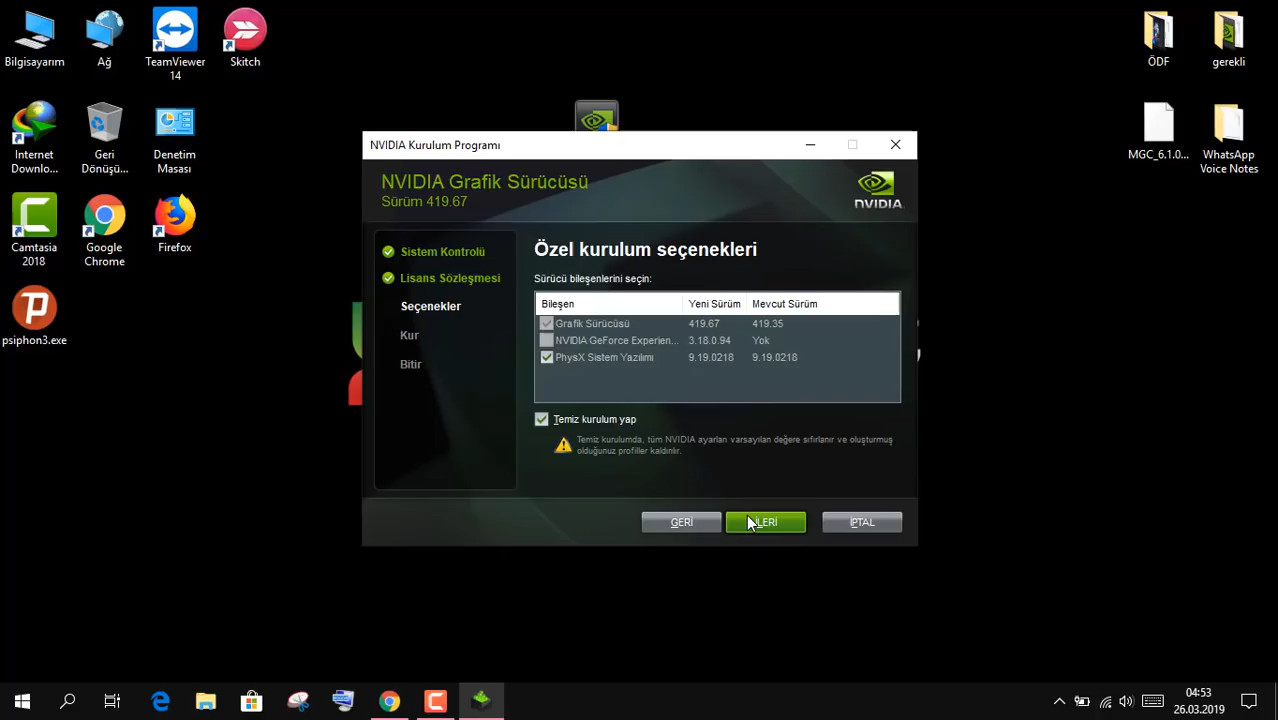 Bilgisayarım
Ağ
TeamViewer
14
Skitch
ÖDF
gerekli
Internet
Downlo...
Geri
Dönüşü...
Denetim
Masası
MGC_6.1.0...
WhatsApp
Voice Notes
Camtasia
2018
Google
Chrome
Firefox
psiphon3.exe
NVIDIA Kurulum Programı
NVIDIA Grafik Sürücüsü
Sürüm 419.67
NVIDIA.
Sistem Kontrolü
Lisans Sözleşmesi
Seçenekler
Kur
Bitir
Özel kurulum seçenekleri
Sürücü bileşenlerini seçin:
Bileşen Yeni Sürüm Mevcut Sürüm
Grafik Sürücüsü 419.67 419.35
NVIDIA GeForce Experien... 3.18.0.94 Yok
PhysX Sistem Yazılımı 9.19.0218 9.19.0218
Temiz kurulum yap
Temiz kurulumda, tüm NVIDIA ayarları varsayılan değere sıfırlanır ve oluşturmuş
olduğunuz profiller kaldırılır.
GERİ İLERİ İPTAL
04:53
26.03.2019